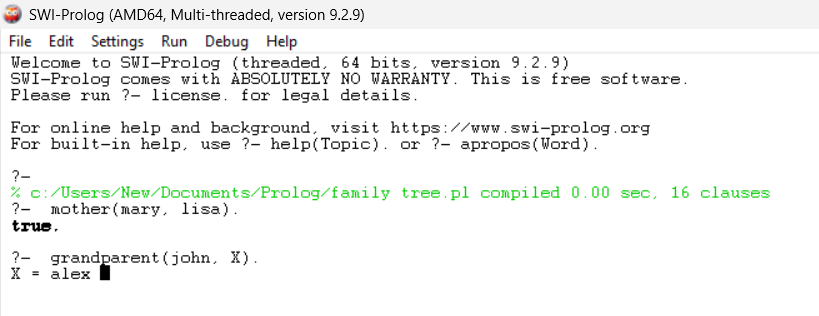 SWI-Prolog (AMD64, Multi-threaded, version 9.2.9)
File Edit Settings Run Debug Help
Welcome to SWI-Prolog (threaded, 64 bits, version 9.2.9)
SWI-Prolog comes with ABSOLUTELY NO WARRANTY. This is free software.
Please run ?- license. for legal details.
For online help and background, visit https://www.swi-prolog.org
For built-in help, use ?- help(Topic). or ?- apropos(Word).
?-
% c:/Users/New/Documents/Prolog/family tree.pl compiled 0.00 sec, 16 clauses
?- mother(mary, lisa).
true.
?- grandparent(john, X).
X = alex